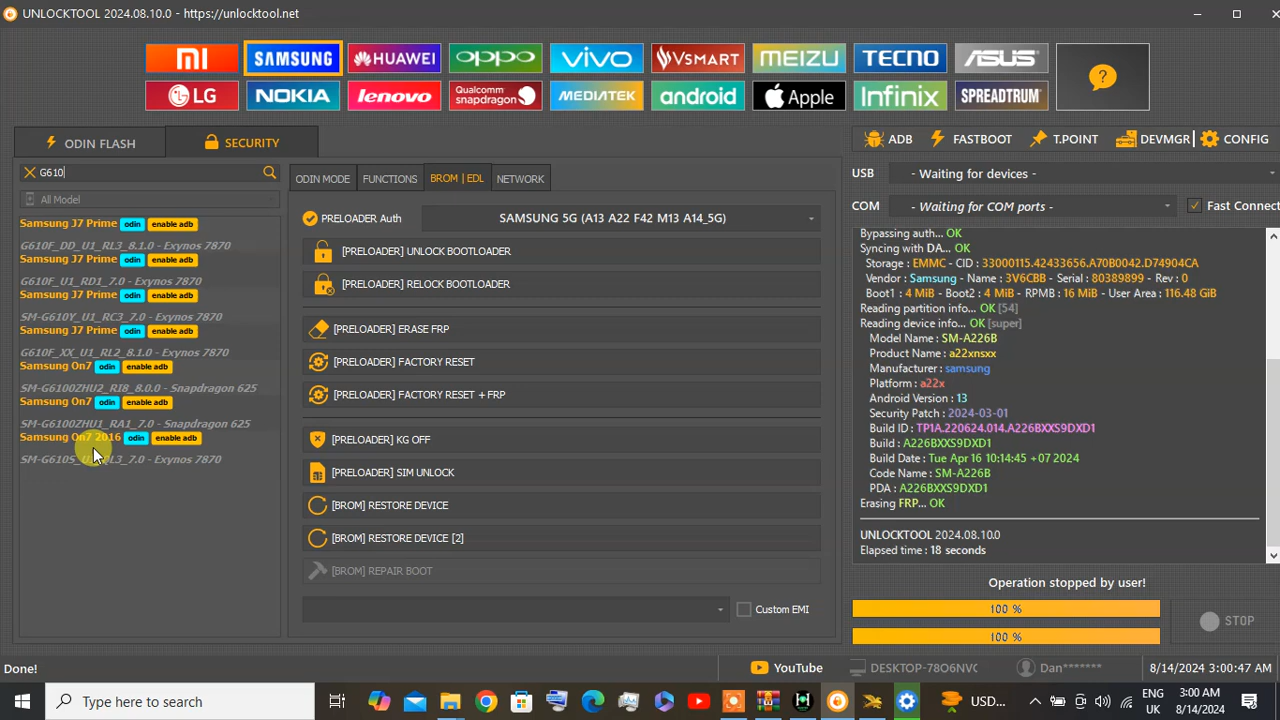 UNLOCKTOOL 2024.08.10.0 - https://unlocktool.net
MI SAMSUNG HUAWEI OPPO VIVO VSMART MEIZU TECNO ASUS ?
LG NOKIA lenovo Qualcomm snapdragon MEDIATEK android Apple Infinix SPREADTRUM
ODIN FLASH SECURITY
ADB FASTBOOT T.POINT DEVMGR CONFIG
G610
All Model
Samsung J7 Prime odin enable adb
G610F_DD_U1_RL3_8.1.0 - Exynos 7870
Samsung J7 Prime odin enable adb
G610F_U1_RD1_7.0 - Exynos 7870
Samsung J7 Prime odin enable adb
SM-G610Y_U1_RC3_7.0 - Exynos 7870
Samsung J7 Prime odin enable adb
G610F_XX_U1_RL2_8.1.0 - Exynos 7870
Samsung On7 odin enable adb
SM-G6100ZHU2_RI8_8.0.0 - Snapdragon 625
Samsung On7 odin enable adb
SM-G6100ZHU1_RA1_7.0 - Snapdragon 625
Samsung On7 2016 odin enable adb
7.0 - Exynos 7870
ODIN MODE FUNCTIONS BROM | EDL NETWORK
PRELOADER Auth SAMSUNG 5G (A13 A22 F42 M13 A14_5G)
[PRELOADER] UNLOCK BOOTLOADER
[PRELOADER] RELOCK BOOTLOADER
[PRELOADER] ERASE FRP
[PRELOADER] FACTORY RESET
[PRELOADER] FACTORY RESET + FRP
[PRELOADER] KG OFF
[PRELOADER] SIM UNLOCK
[BROM] RESTORE DEVICE
[BROM] RESTORE DEVICE [2]
[BROM] REPAIR BOOT
Custom EMI
USB - Waiting for devices -
COM - Waiting for COM ports - Fast Connect
Bypassing auth... OK
Syncing with DA... OK
Storage : EMMC - CID : 33000115.42433656.A70B0042.D74904CA
Vendor : Samsung - Name : 3V6CBB - Serial : 80389899 - Rev : 0
Boot1 : 4 MiB - Boot2 : 4 MiB - RPMB : 16 MiB - User Area : 116.48 GiB
Reading partition info... OK [54]
Reading device info... OK [super]
Model Name : SM-A226B
Product Name : a22xnsxx
Manufacturer : samsung
Platform : a22x
Android Version : 13
Security Patch : 2024-03-01
Build ID : TP1A.220624.014.A226BXXS9DXD1
Build : A226BXXS9DXD1
Build Date : Tue Apr 16 10:14:45 +07 2024
Code Name : SM-A226B
PDA : A226BXXS9DXD1
Erasing FRP... OK
UNLOCKTOOL 2024.08.10.0
Elapsed time : 18 seconds
Operation stopped by user!
100 %
100 %
STOP
Done! YouTube DESKTOP-78O6NVC Dan******* 8/14/2024 3:00:47 AM
Type here to search USD... ENG 3:00 AM
UK 8/14/2024